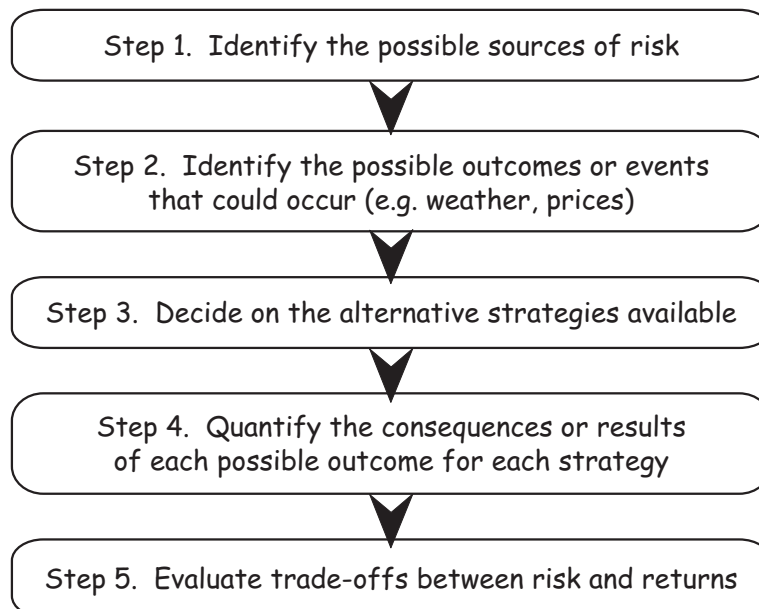 Step 1.  Identify the possible sources of risk
Step 2.  Identify the possible outcomes or events
that could occur (e.g. weather, prices)
Step 3.  Decide on the alternative strategies available
Step 4.  Quantify the consequences or results
of each possible outcome for each strategy
Step 5.  Evaluate trade-offs between risk and returns